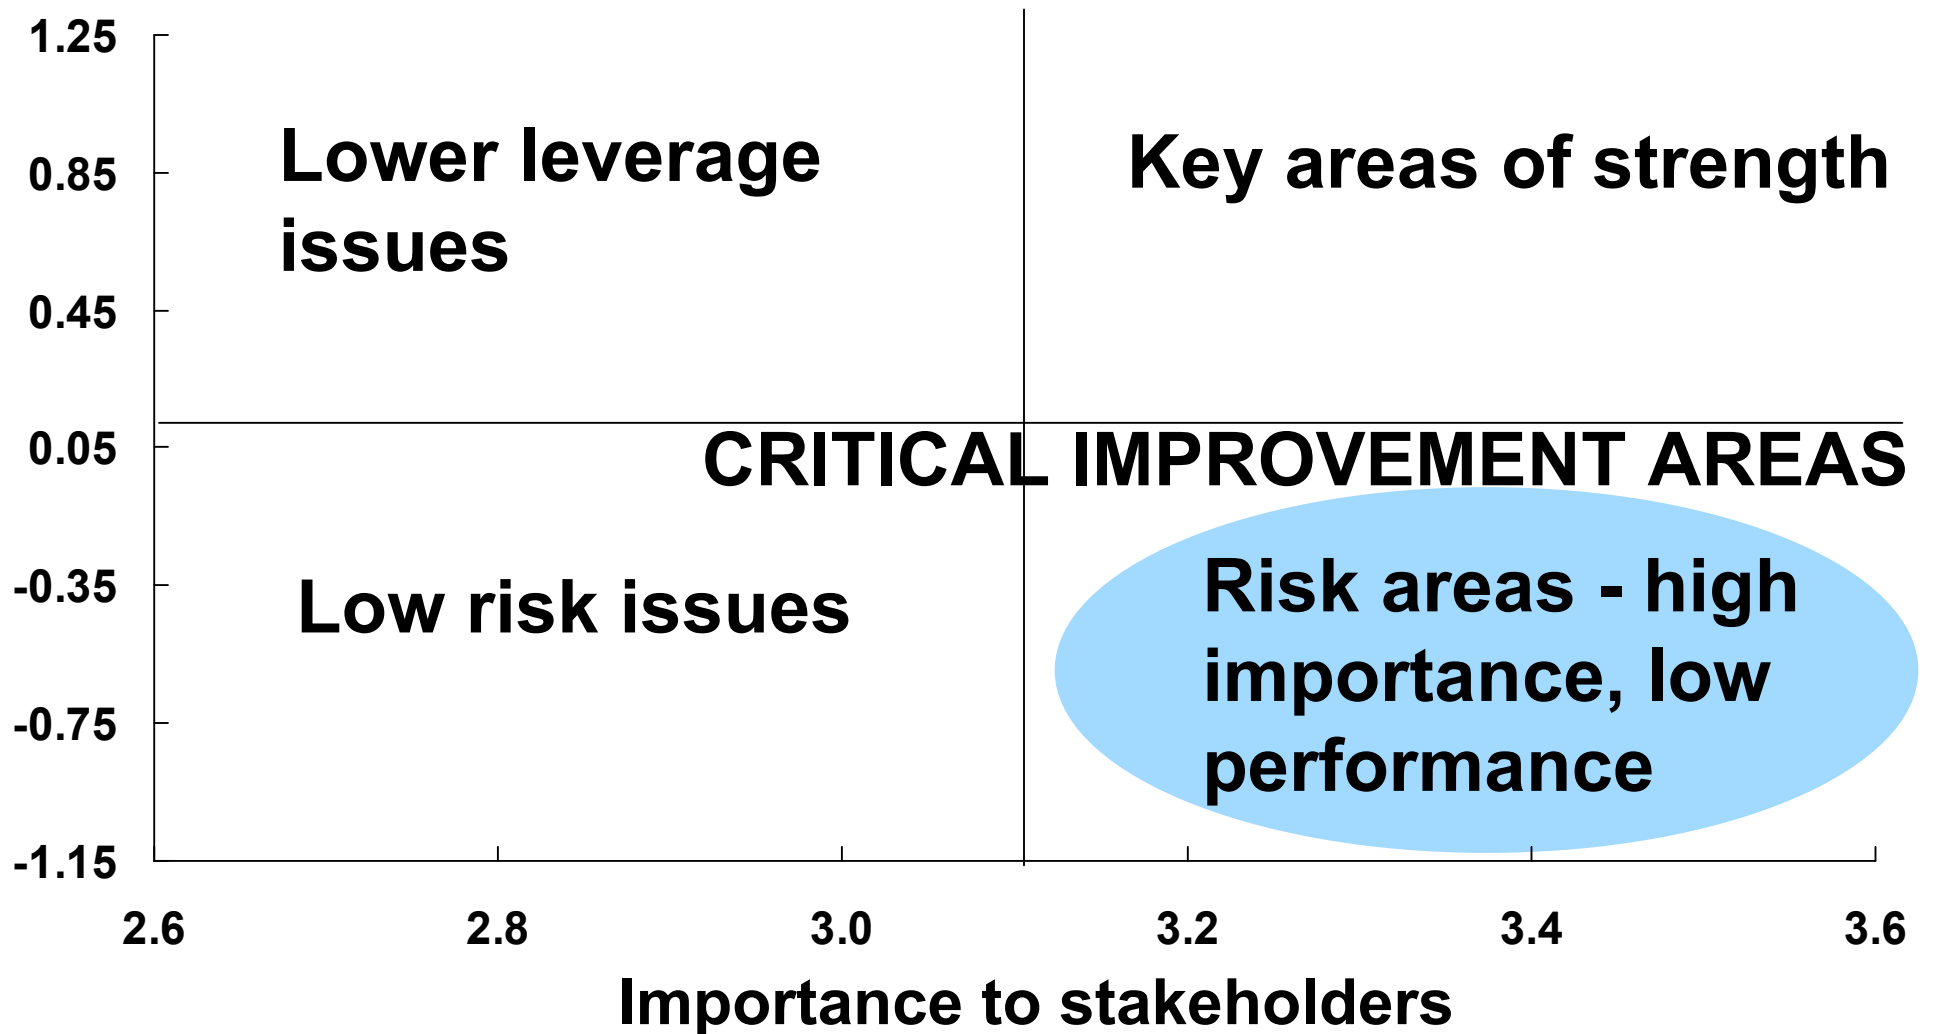 1.25
Lower leverage
issues
Key areas of strength
0.85
0.45
0.05
CRITICAL IMPROVEMENT AREAS
-0.35
Low risk issues
Risk areas - high
importance, low
performance
-0.75
-1.15
2.6 2.8 3.0 3.2 3.4 3.6
Importance to stakeholders